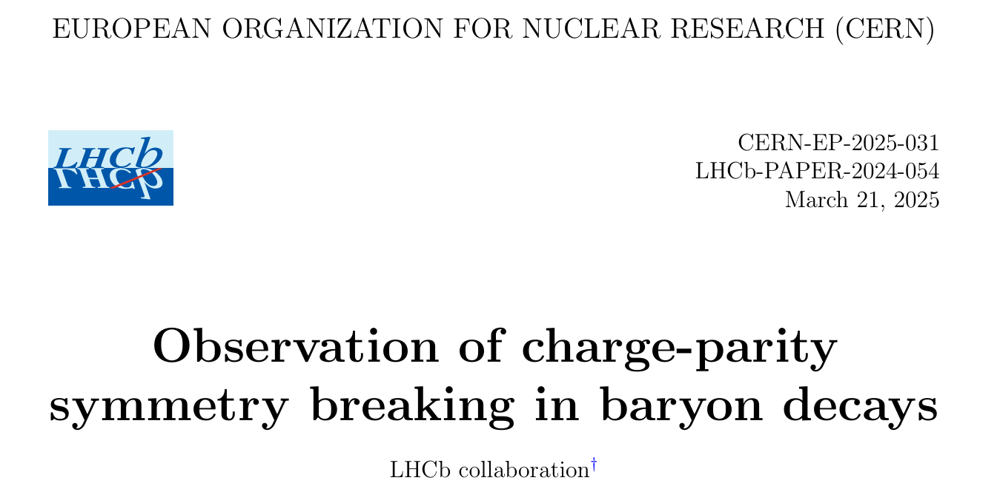 EUROPEAN ORGANIZATION FOR NUCLEAR RESEARCH (CERN)
LHCb
LHCp
CERN-EP-2025-031
LHCb-PAPER-2024-054
March 21, 2025
Observation of charge-parity
symmetry breaking in baryon decays
LHCb collaboration†